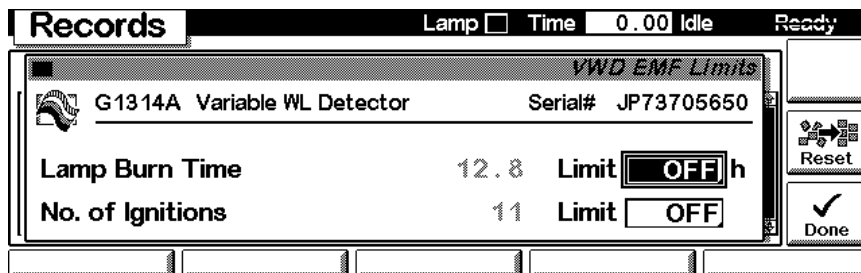 Records Lamp Time 0.00 Idle Ready
VWD EMF Limits
G1314A Variable WL Detector Serial# JP73705650
Reset
Lamp Burn Time 12.8 Limit OFF h
No. of Ignitions 11 Limit OFF
Done